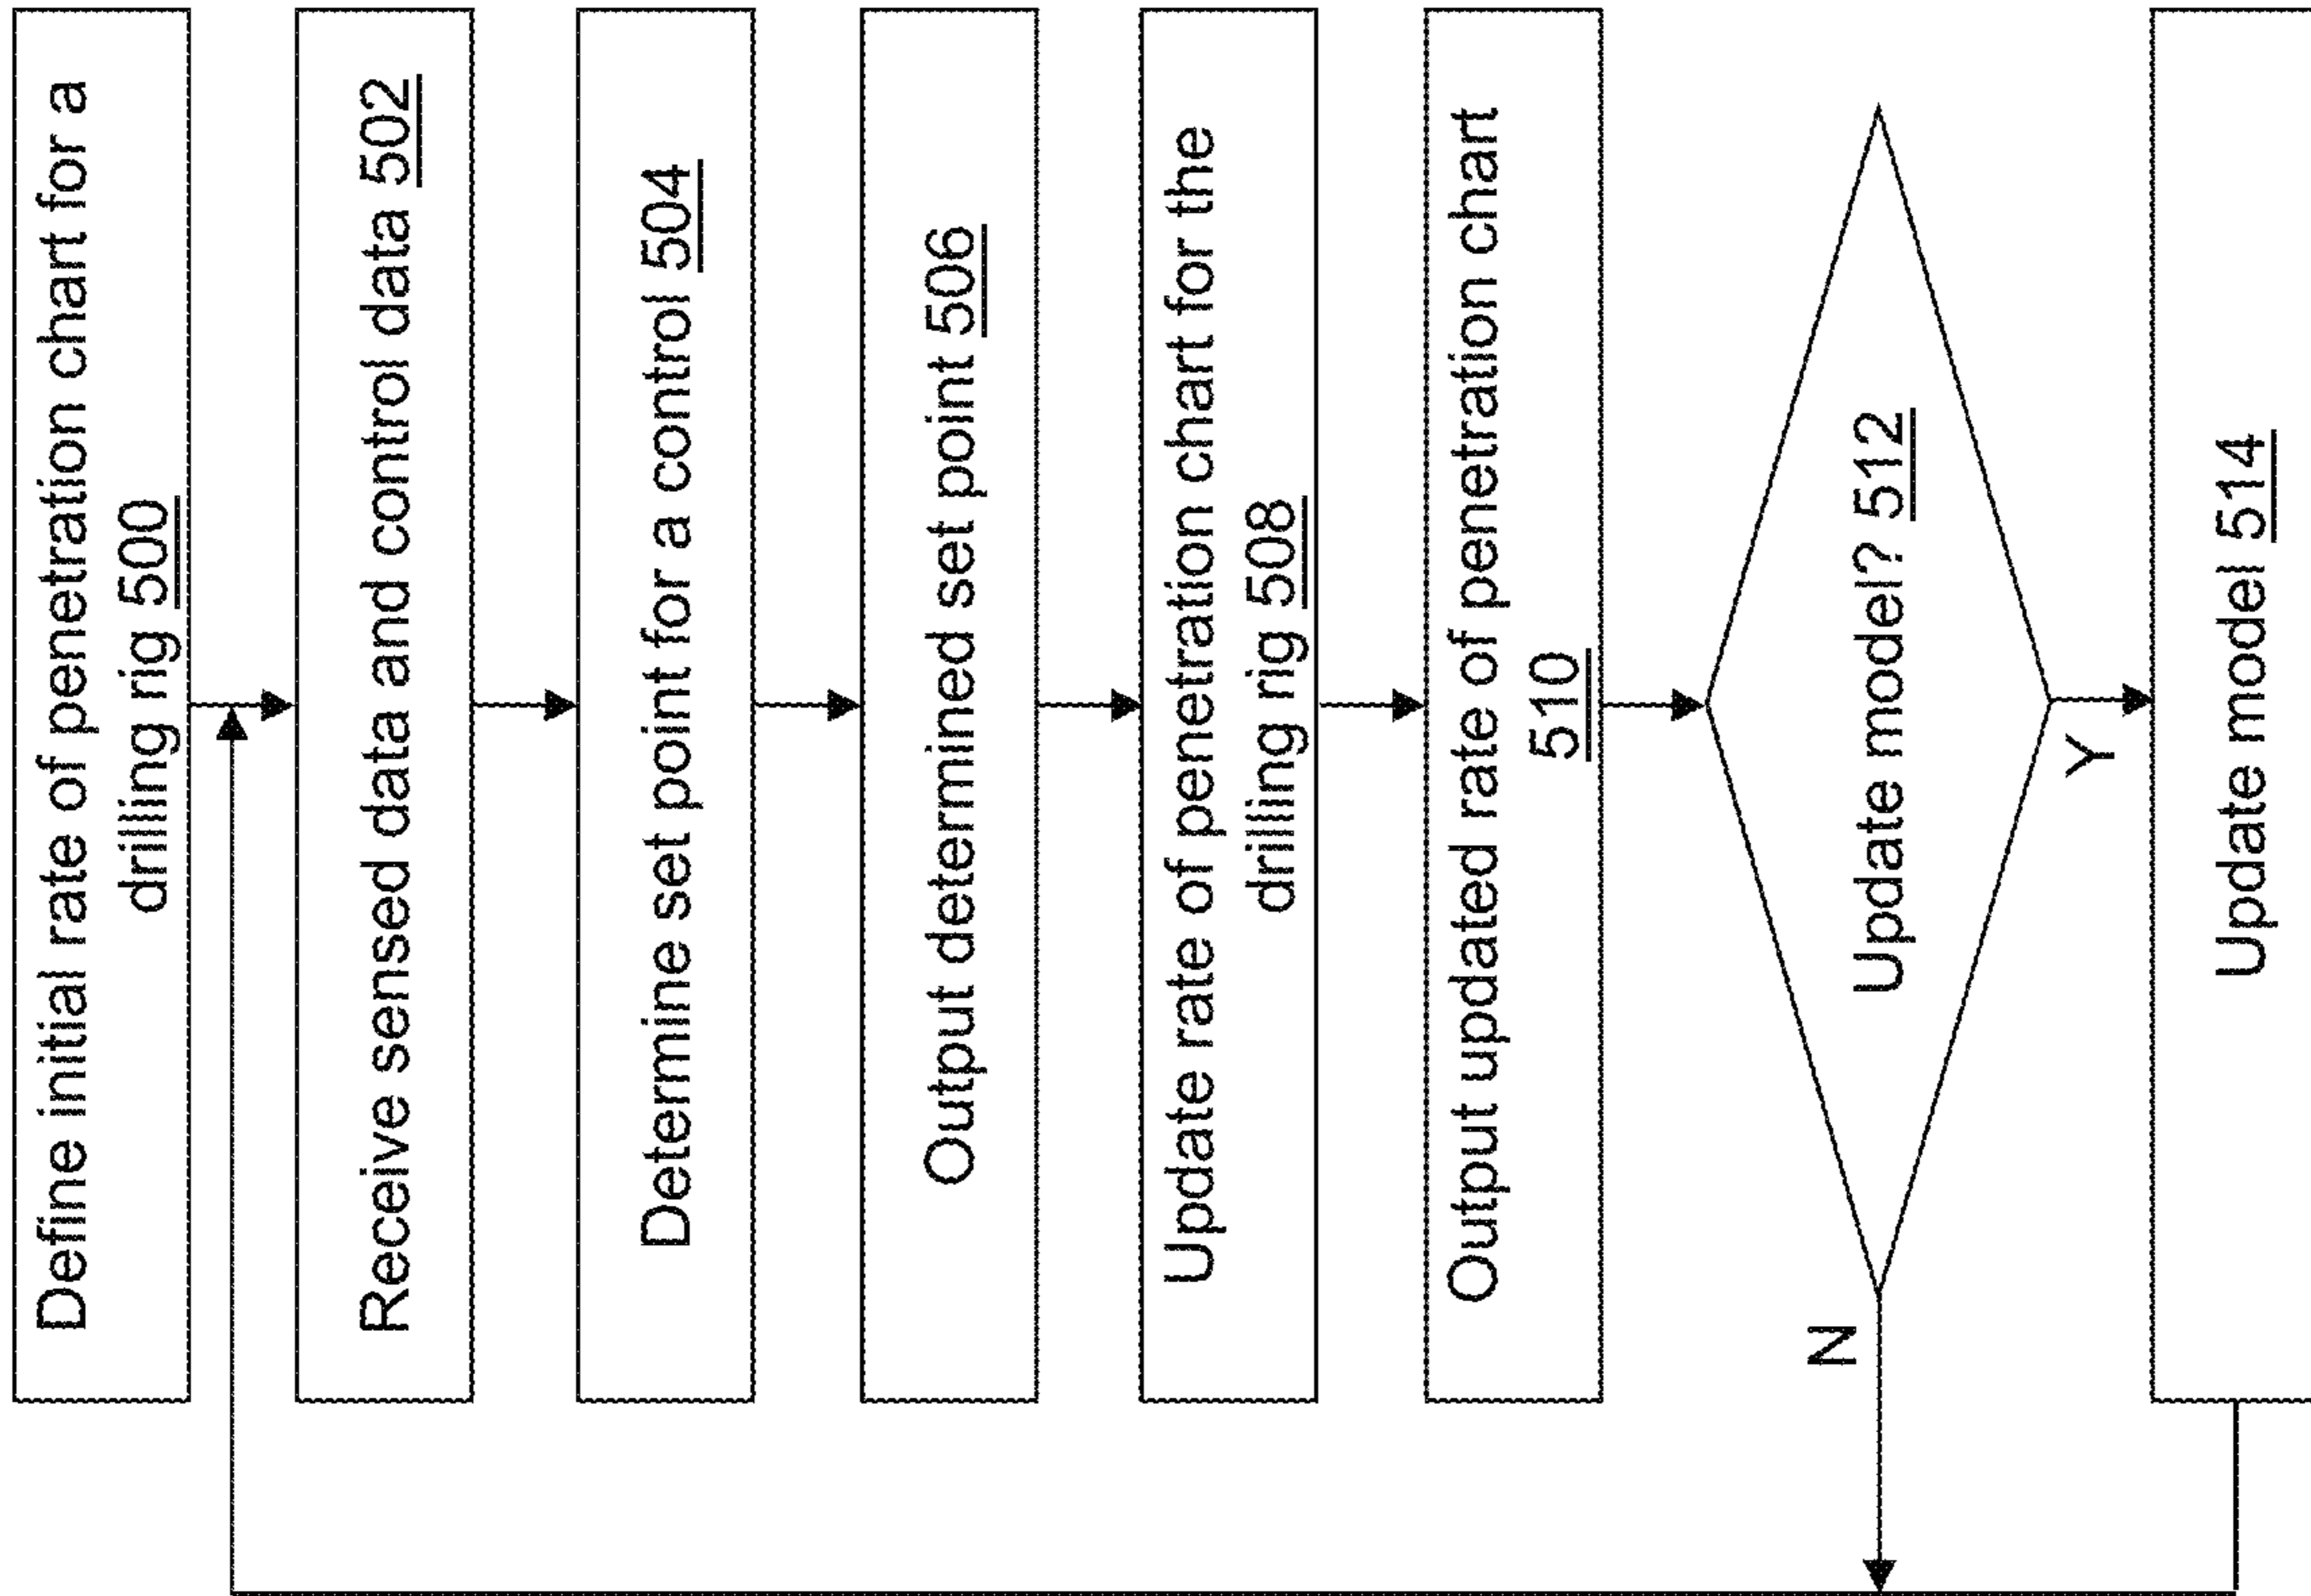 Define initial rate of penetration chart for a
drilling rig 500
Receive sensed data and control data 502
Determine set point for a control 504
Output determined set point 506
Update rate of penetration chart for the
drilling rig 508
Output updated rate of penetration chart
510
Update model? 512
N
Y
Update model 514